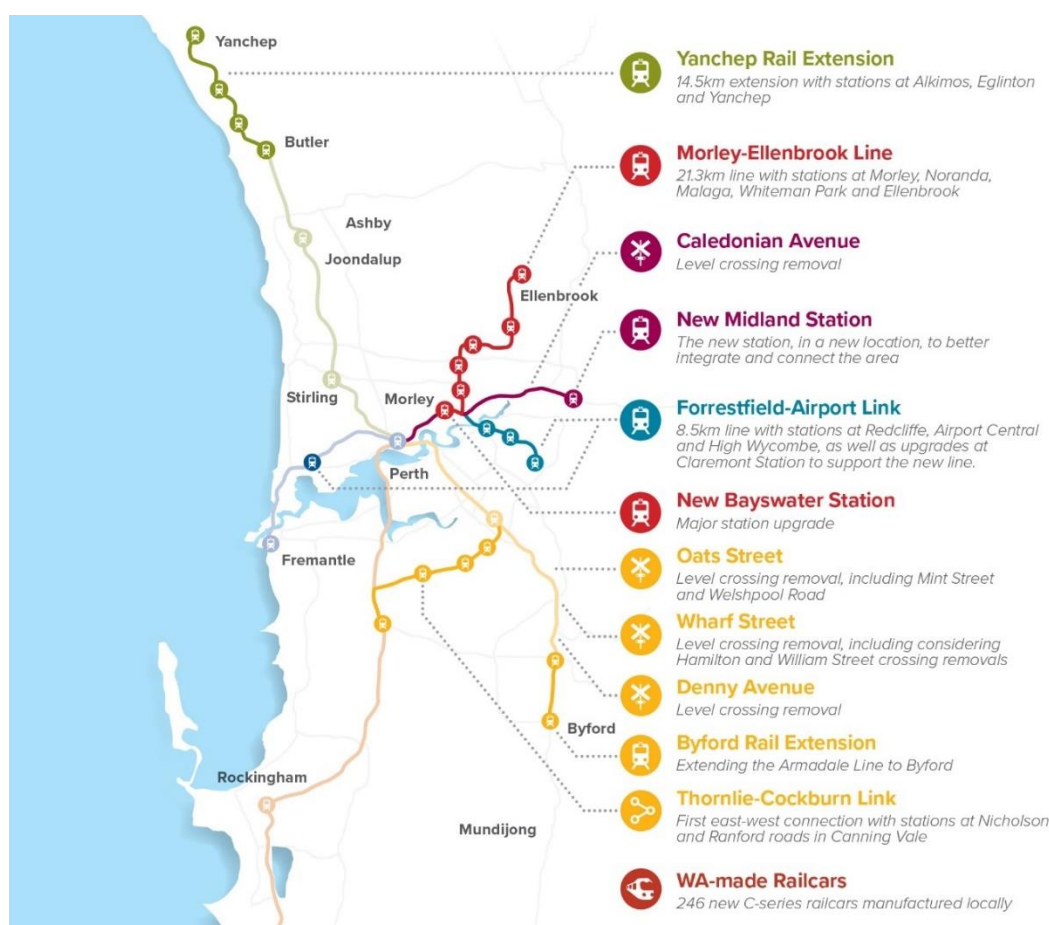 Yanchep
Butler
Ashby
Joondalup
Ellenbrook
Stirling
Morley
Perth
Fremantle
Byford
Rockingham
Mundijong
Yanchep Rail Extension
14.5km extension with stations at Alkimos, Eglinton
and Yanchep
Morley-Ellenbrook Line
21.3km line with stations at Morley, Noranda,
Malaga, Whiteman Park and Ellenbrook
Caledonian Avenue
Level crossing removal
New Midland Station
The new station, in a new location, to better
integrate and connect the area
Forrestfield-Airport Link
8.5km line with stations at Redcliffe, Airport Central
and High Wycombe, as well as upgrades at
Claremont Station to support the new line.
New Bayswater Station
Major station upgrade
Oats Street
Level crossing removal, including Mint Street
and Welshpool Road
Wharf Street
Level crossing removal, including considering
Hamilton and William Street crossing removals
Denny Avenue
Level crossing removal
Byford Rail Extension
Extending the Armadale Line to Byford
Thornlie-Cockburn Link
First east-west connection with stations at Nicholson
and Ranford roads in Canning Vale
WA-made Railcars
246 new C-series railcars manufactured locally